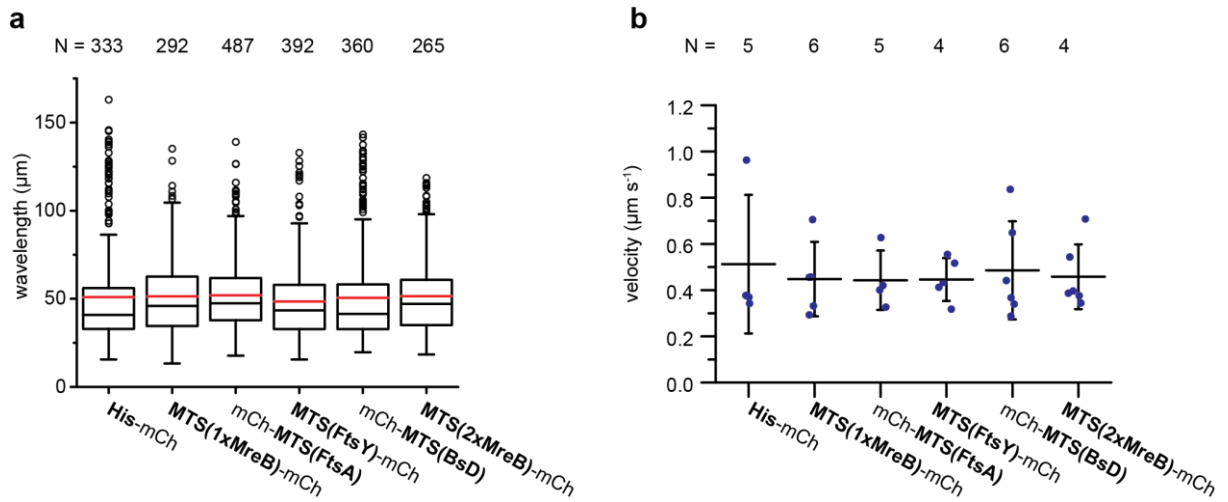 a
N = 333 292 487 392 360 265
150
100
50
0
wavelength (µm)
His-mCh
MTS(1xMreB)-mCh
mCh-MTS(FtsA)
MTS(FtsY)-mCh
mCh-MTS(BsD)
MTS(2xMreB)-mCh
b
N = 5 6 5 4 6 4
1.2
1.0
0.8
0.6
0.4
0.2
0.0
velocity (µm s⁻¹)
His-mCh
MTS(1xMreB)-mCh
mCh-MTS(FtsA)
MTS(FtsY)-mCh
mCh-MTS(BsD)
MTS(2xMreB)-mCh